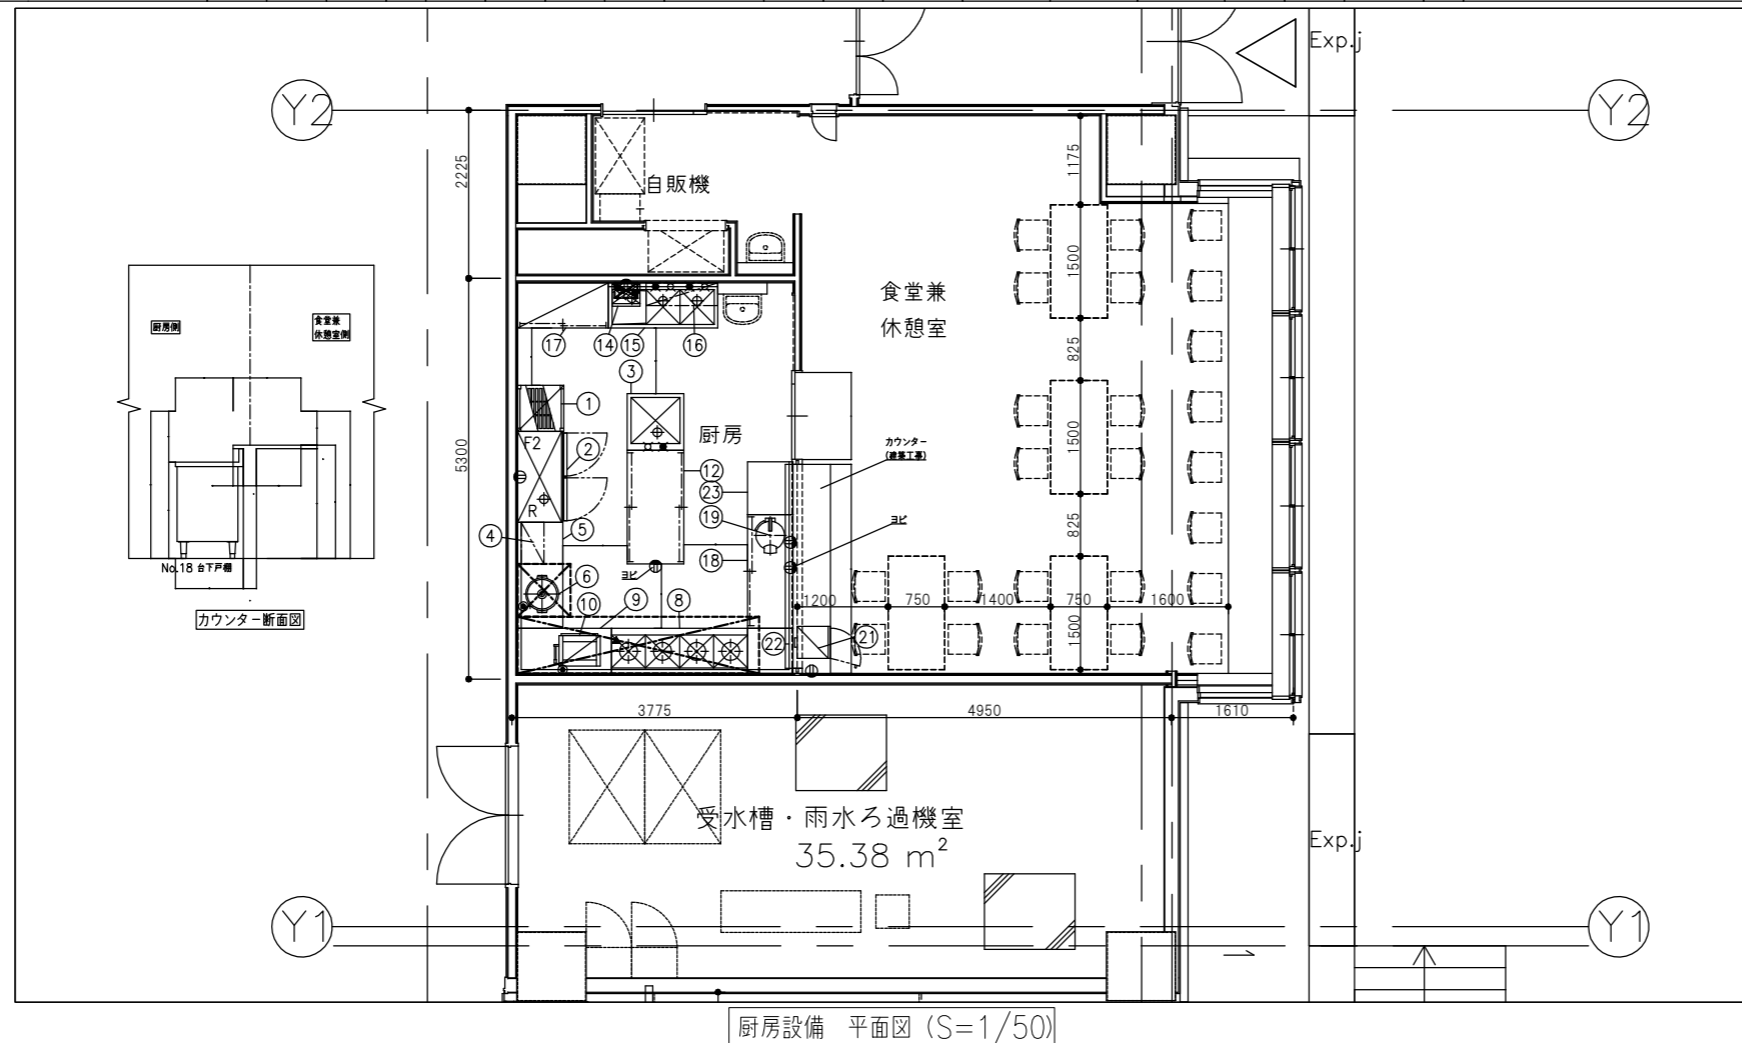 Exp.j
Y2
Y2
2225
自販機
1175
1500
食堂兼
休憩室
厨房側
食堂兼
休憩室側
17
14
15
16
3
825
1
厨房
F2
2
カウンター
(建築工事)
1500
5300
12
23
R
4
5
19
ヨビ
825
18
No.18 台下戸棚
カウンター断面図
6
ヨビ
10
9
8
1200
750
1400
750
1600
22
21
1500
3775
4950
1610
受水槽・雨水ろ過機室
35.38 m²
Exp.j
Y1
Y1
厨房設備 平面図 (S=1/50)